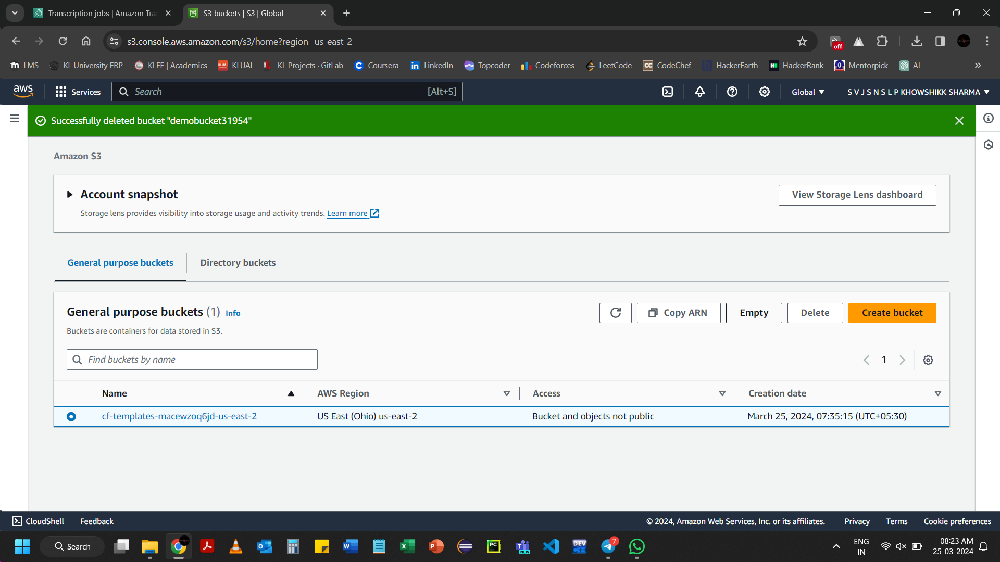 Transcription jobs | Amazon Tra
S3 buckets | S3 | Global
s3.console.aws.amazon.com/s3/home?region=us-east-2
off
LMS
KL University ERP
KLEF | Academics
KLUAI
KL Projects · GitLab
Coursera
LinkedIn
Topcoder
Codeforces
LeetCode
CodeChef
HackerEarth
HackerRank
Mentorpick
AI
aws
Services
Search
[Alt+S]
Global
S V J S N S L P KHOWSHIKK SHARMA
Successfully deleted bucket "demobucket31954"
Amazon S3
Account snapshot
View Storage Lens dashboard
Storage lens provides visibility into storage usage and activity trends. Learn more
General purpose buckets
Directory buckets
General purpose buckets (1) Info
Copy ARN
Empty
Delete
Create bucket
Buckets are containers for data stored in S3.
Find buckets by name
1
Name
AWS Region
Access
Creation date
cf-templates-macewzoq6jd-us-east-2
US East (Ohio) us-east-2
Bucket and objects not public
March 25, 2024, 07:35:15 (UTC+05:30)
CloudShell
Feedback
© 2024, Amazon Web Services, Inc. or its affiliates.
Privacy
Terms
Cookie preferences
Search
NEW
DEV
7
ENG
IN
08:23 AM
25-03-2024